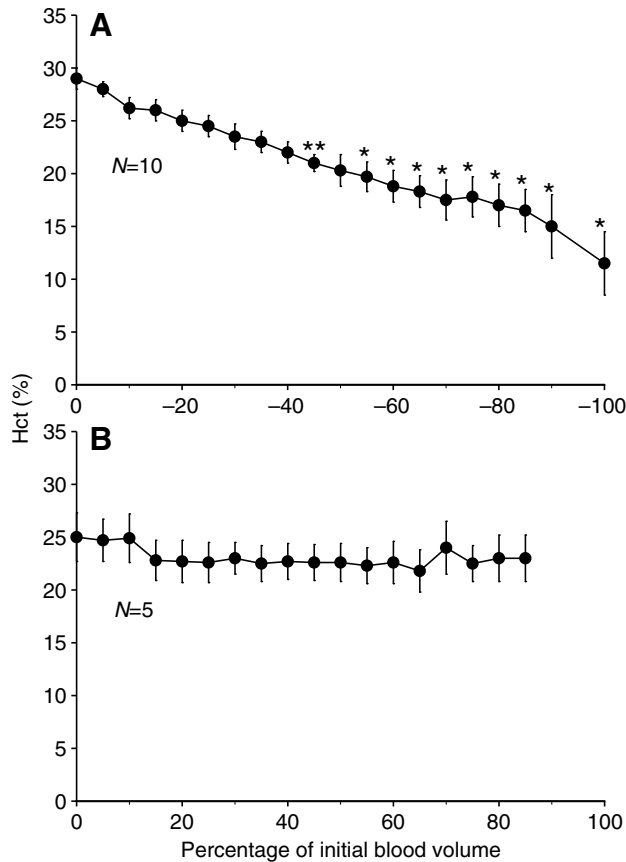 A
35
30
25
20
15
10
5
0
** * * * * * * * * *
N=10
0 –20 –40 –60 –80 –100
Hct (%)
B
35
30
25
20
15
10
5
0
N=5
0 20 40 60 80 100
Percentage of initial blood volume